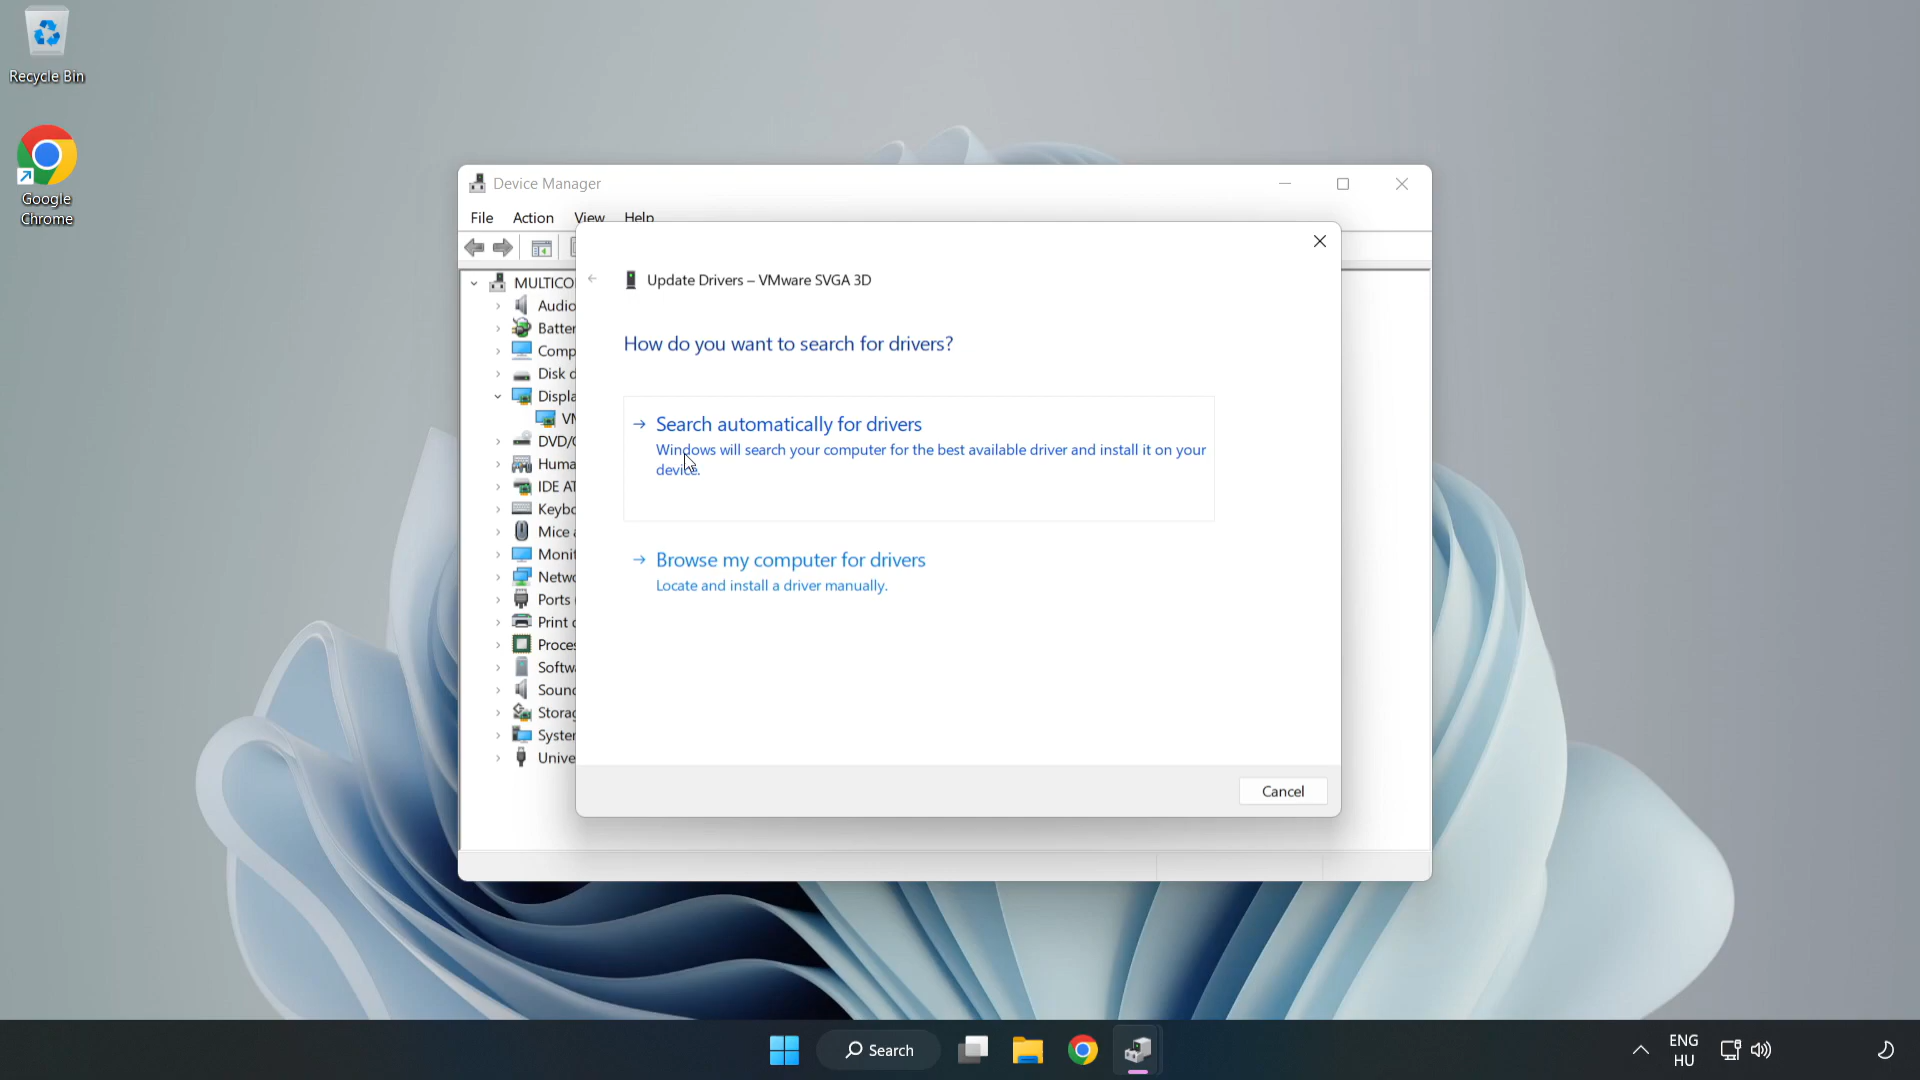 Recycle Bin
Google
Chrome
Device Manager
File Action View Help
MULTICO
Audio
Batter
Comp
Disk d
Displa
VM
DVD/C
Huma
IDE AT
Keybo
Mice a
Monit
Netwo
Ports (
Print q
Proces
Softwa
Sound
Storag
System
Unive
Update Drivers – VMware SVGA 3D
How do you want to search for drivers?
Search automatically for drivers
Windows will search your computer for the best available driver and install it on your
device.
Browse my computer for drivers
Locate and install a driver manually.
Cancel
Search
ENG
HU